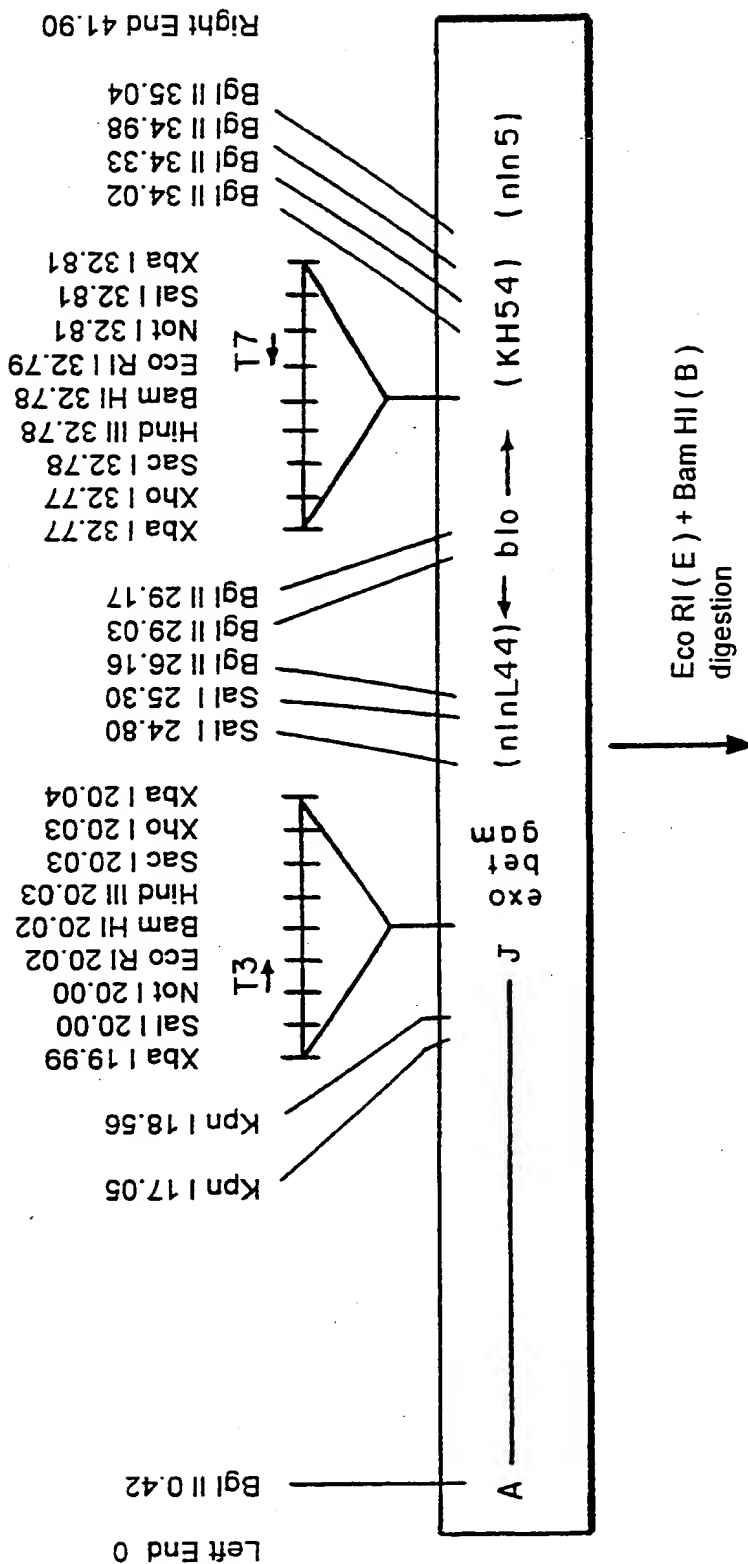 Left End 0
Bgl II 0.42
Kpn I 17.05
Kpn I 18.56
Xba I 19.99
Sal I 20.00
Not I 20.00
Eco RI 20.02
Bam HI 20.02
Hind III 20.03
Sac I 20.03
Xho I 20.03
Xba I 20.04
T3
Sal I 24.80
Sal I 25.30
Bgl II 26.16
Bgl II 29.03
Bgl II 29.17
Xba I 32.77
Xho I 32.77
Sac I 32.78
Hind III 32.78
Bam HI 32.78
Eco RI 32.79
Not I 32.81
Sal I 32.81
Xba I 32.81
T7
Bgl II 34.02
Bgl II 34.33
Bgl II 34.98
Bgl II 35.04
Right End 41.90
A
J
exo
bet
gam
(nInL44)
bIo
(KH54)
(nIn5)
Eco RI (E) + Bam HI (B)
digestion